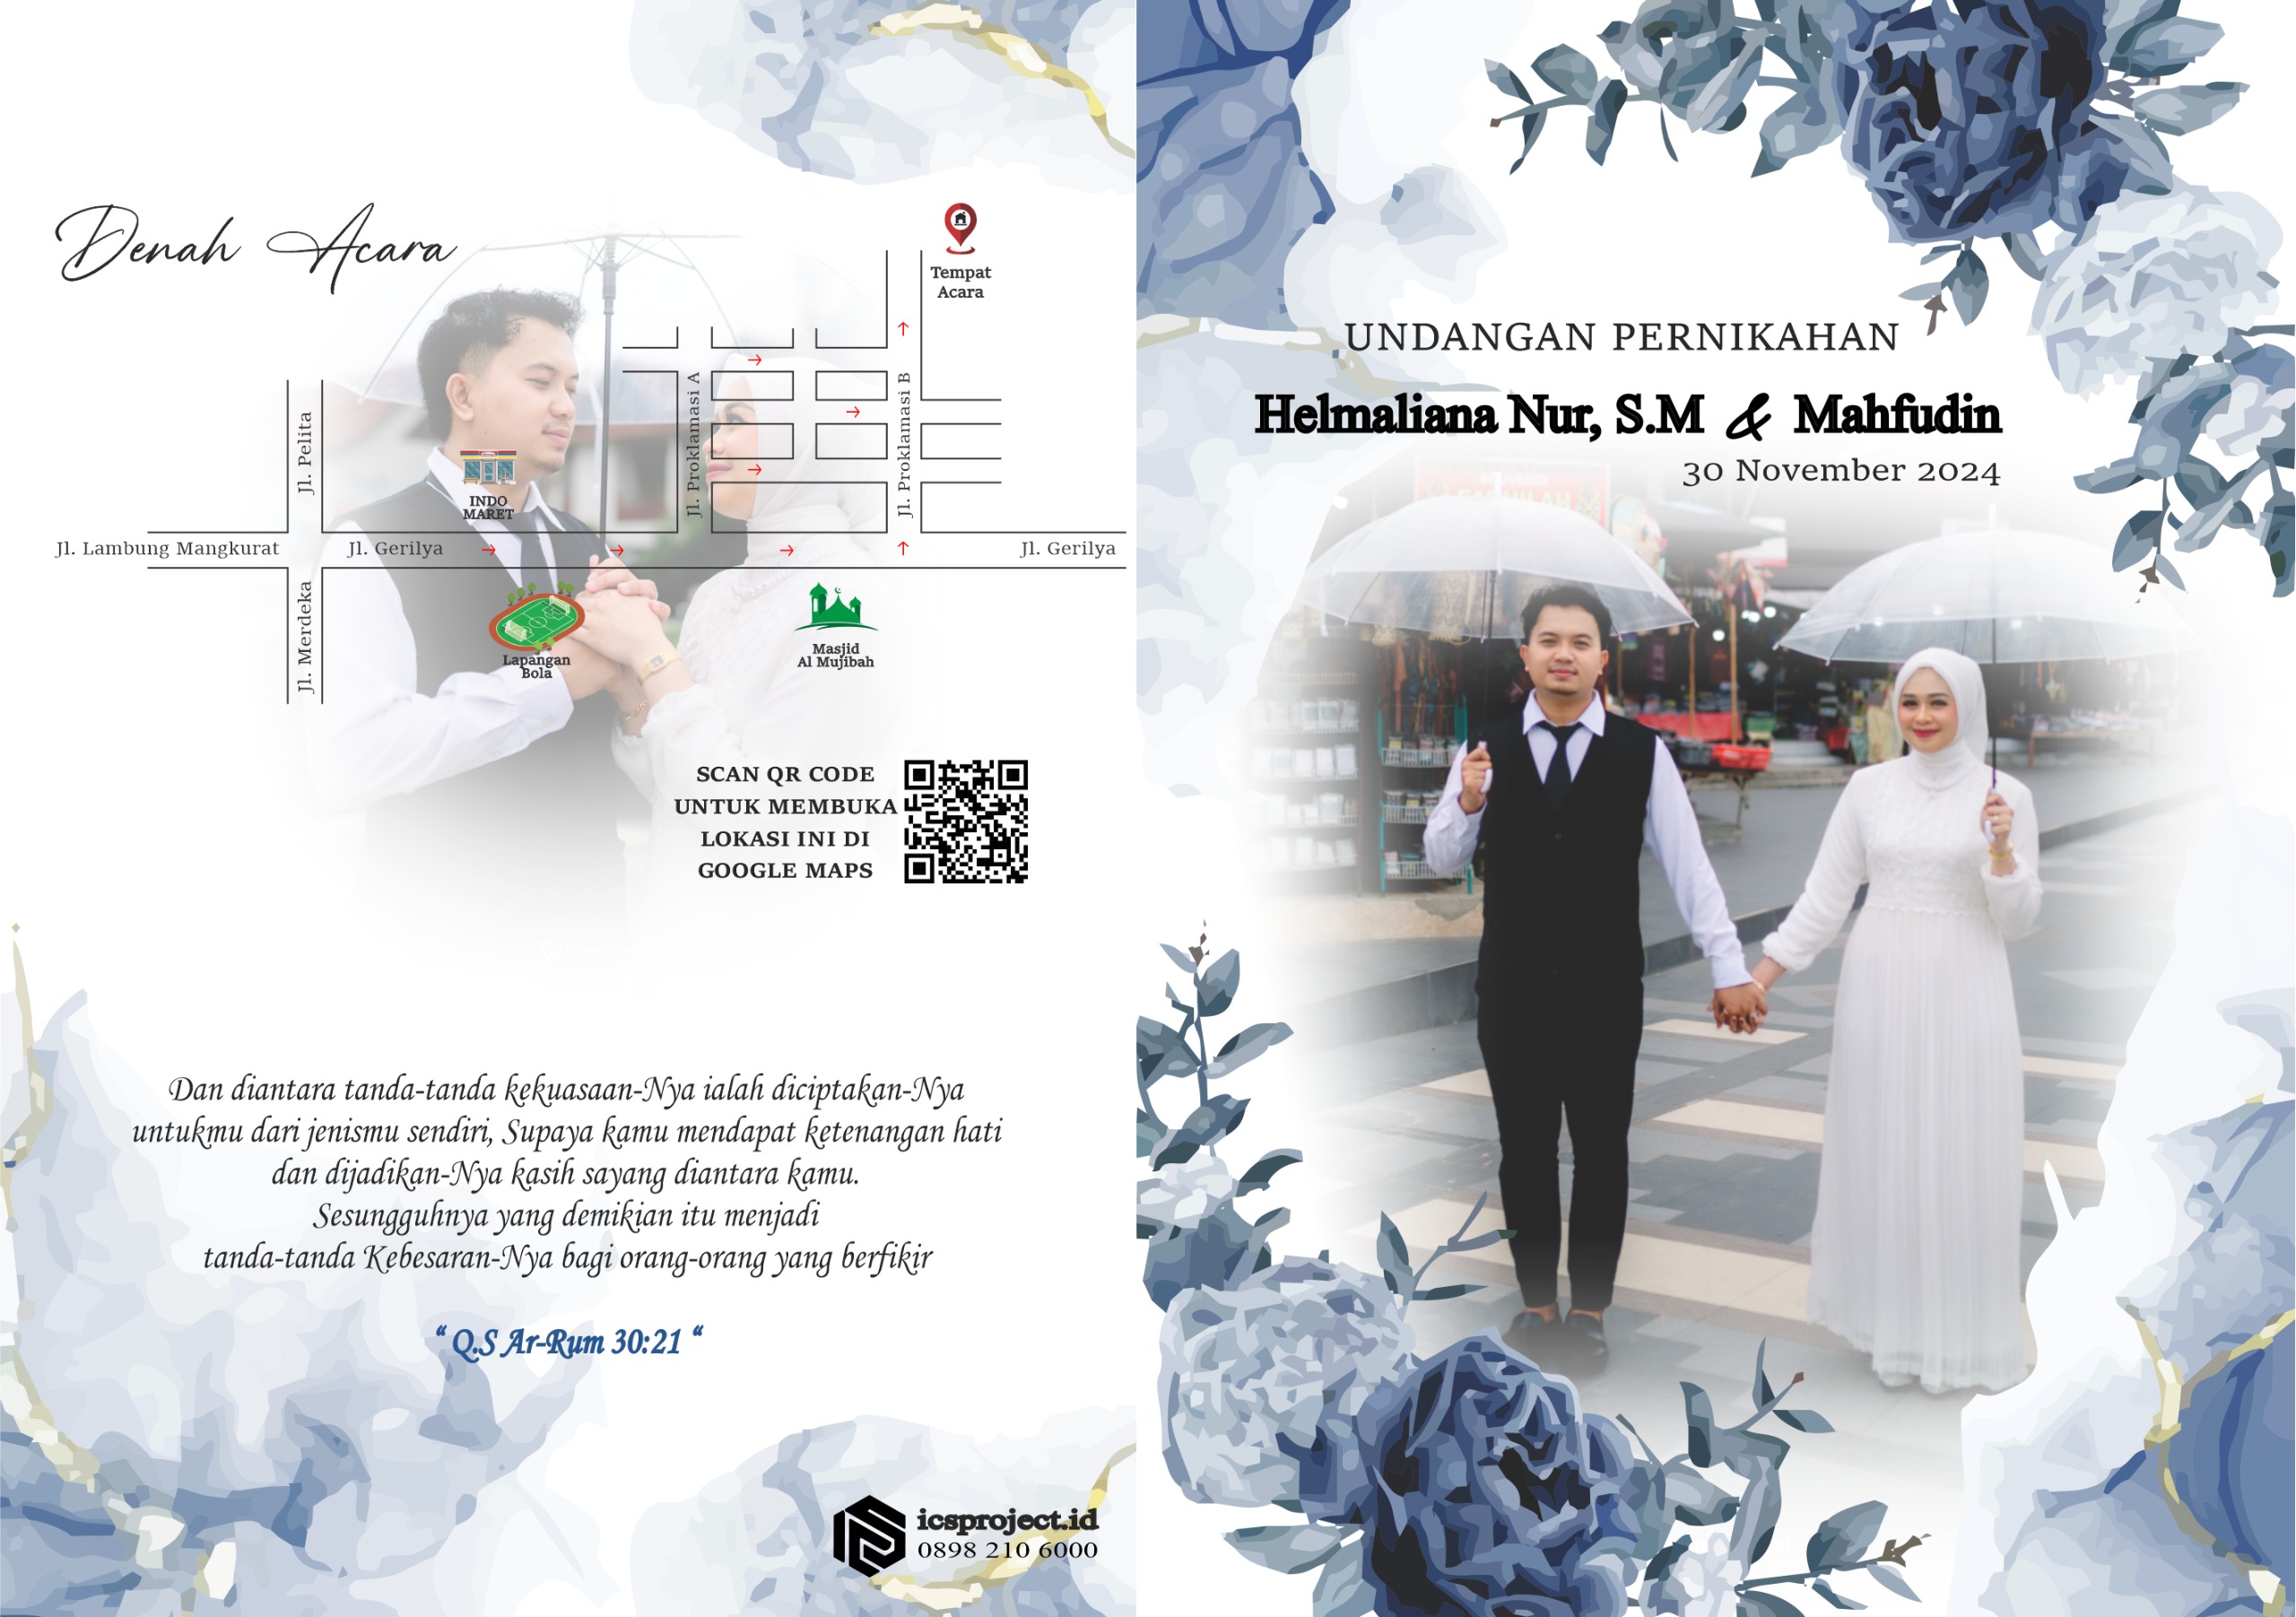 Denah Acara
Tempat
Acara
Jl. Pelita
Jl. Proklamasi A
Jl. Proklamasi B
INDO
MARET
Jl. Lambung Mangkurat
Jl. Gerilya
Jl. Gerilya
Jl. Merdeka
Lapangan
Bola
Masjid
Al Mujibah
SCAN QR CODE
UNTUK MEMBUKA
LOKASI INI DI
GOOGLE MAPS
Dan diantara tanda-tanda kekuasaan-Nya ialah diciptakan-Nya
untukmu dari jenismu sendiri, Supaya kamu mendapat ketenangan hati
dan dijadikan-Nya kasih sayang diantara kamu.
Sesungguhnya yang demikian itu menjadi
tanda-tanda Kebesaran-Nya bagi orang-orang yang berfikir
“ Q.S Ar-Rum 30:21 “
icsproject.id
0898 210 6000
UNDANGAN PERNIKAHAN
Helmaliana Nur, S.M & Mahfudin
30 November 2024